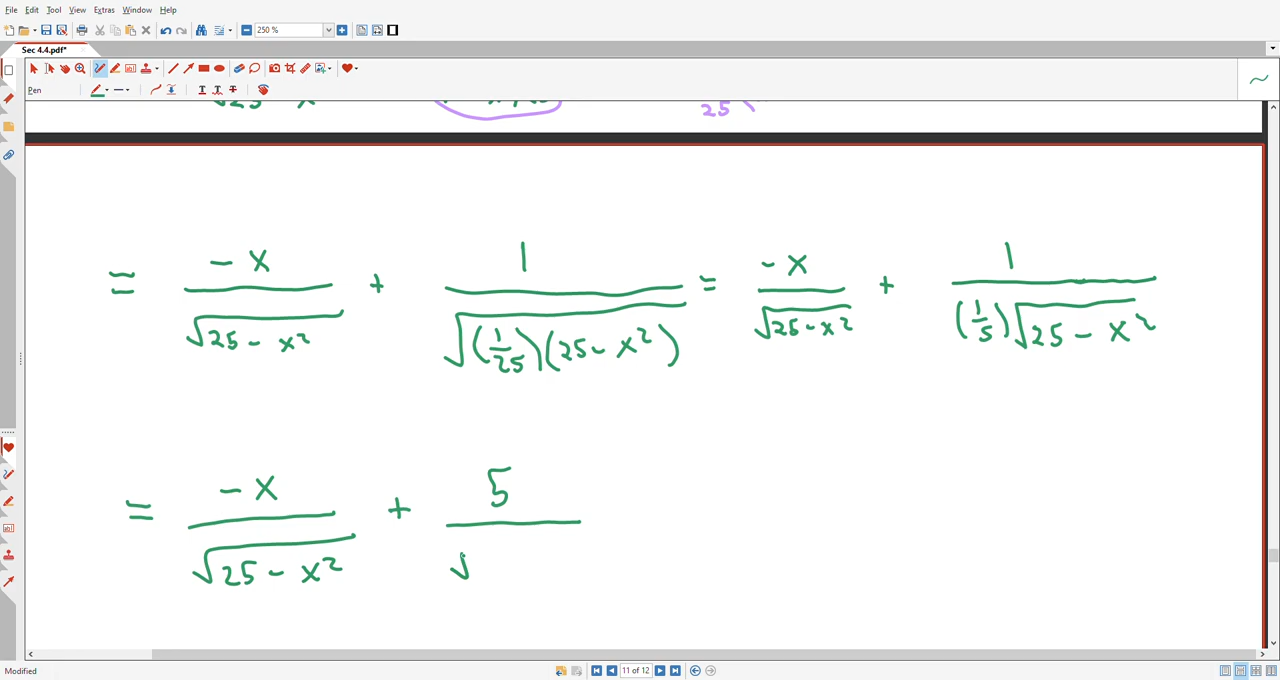 File Edit Tool View Extras Window Help
250 %
Sec 4.4.pdf*
Pen
25
= -x/√25 - x² + 1/√(1/25)(25 - x²) = -x/√25 - x² + 1/(1/5)√25 - x²
= -x/√25 - x² + 5/√
Modified
11 of 12